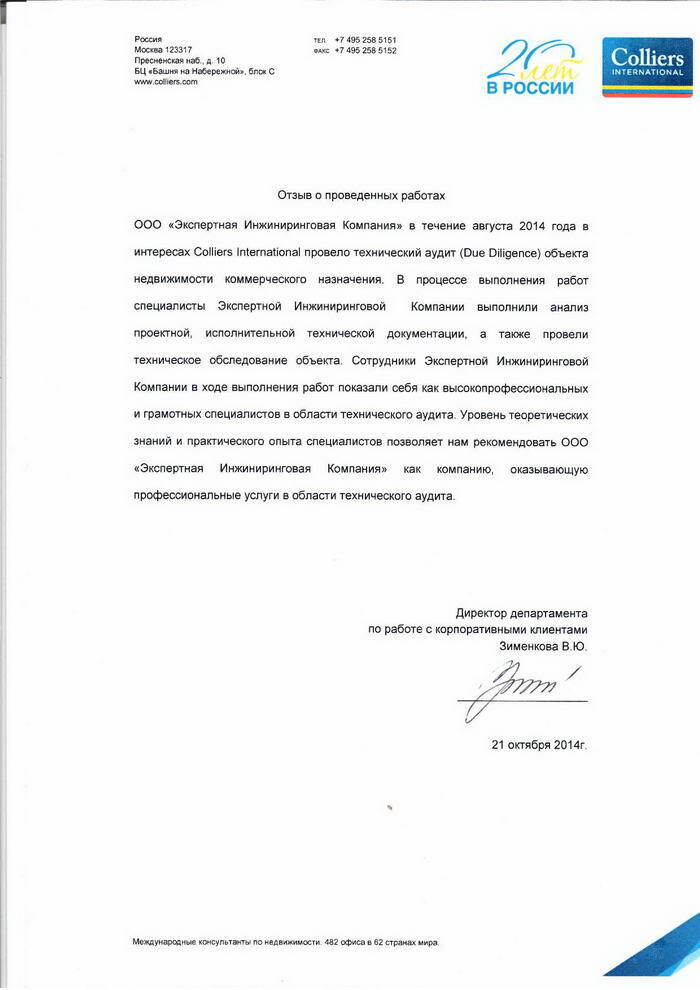 Россия
Москва 123317
Пресненская наб., д. 10
БЦ «Башня на Набережной», блок С
www.colliers.com
ТЕЛ. +7 495 258 5151
ФАКС +7 495 258 5152
20 лет
В РОССИИ
Colliers
INTERNATIONAL
Отзыв о проведенных работах
ООО «Экспертная Инжиниринговая Компания» в течение августа 2014 года в
интересах Colliers International провело технический аудит (Due Diligence) объекта
недвижимости коммерческого назначения. В процессе выполнения работ
специалисты Экспертной Инжиниринговой Компании выполнили анализ
проектной, исполнительной технической документации, а также провели
техническое обследование объекта. Сотрудники Экспертной Инжиниринговой
Компании в ходе выполнения работ показали себя как высокопрофессиональных
и грамотных специалистов в области технического аудита. Уровень теоретических
знаний и практического опыта специалистов позволяет нам рекомендовать ООО
«Экспертная Инжиниринговая Компания» как компанию, оказывающую
профессиональные услуги в области технического аудита.
Директор департамента
по работе с корпоративными клиентами
Зименкова В.Ю.
21 октября 2014г.
Международные консультанты по недвижимости. 482 офиса в 62 странах мира.